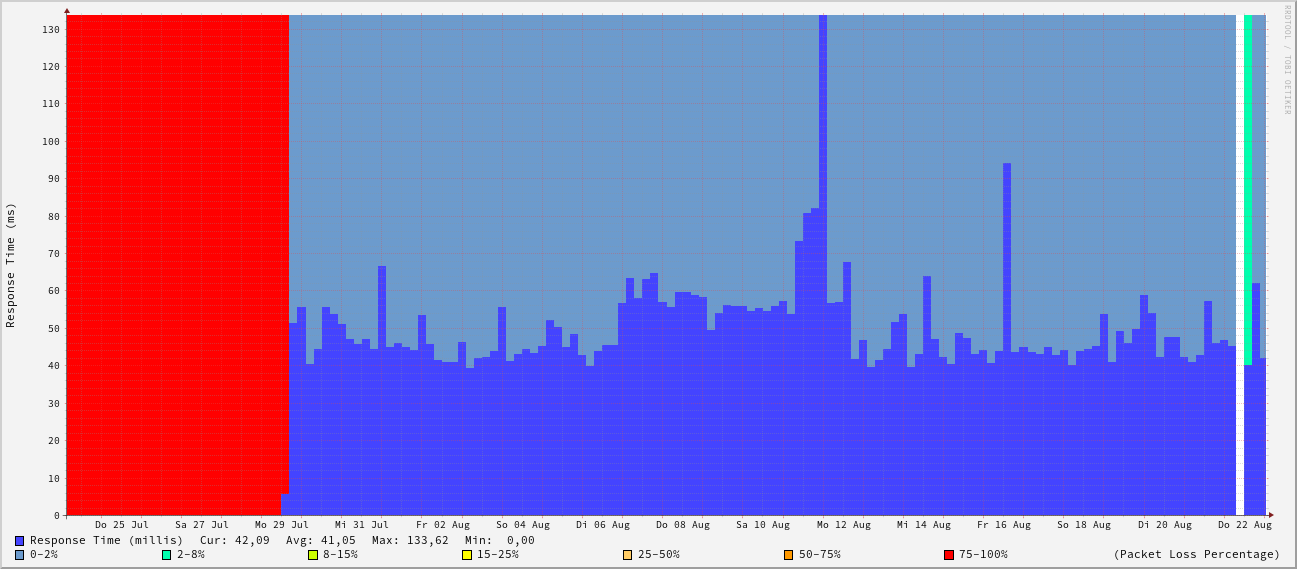 RRDTOOL / TOBI OETIKER
Response Time (ms)
130
120
110
100
90
80
70
60
50
40
30
20
10
0
Do 25 Jul Sa 27 Jul Mo 29 Jul Mi 31 Jul Fr 02 Aug So 04 Aug Di 06 Aug Do 08 Aug Sa 10 Aug Mo 12 Aug Mi 14 Aug Fr 16 Aug So 18 Aug Di 20 Aug Do 22 Aug
Response Time (millis) Cur: 42,09 Avg: 41,05 Max: 133,62 Min: 0,00
0-2% 2-8% 8-15% 15-25% 25-50% 50-75% 75-100% (Packet Loss Percentage)